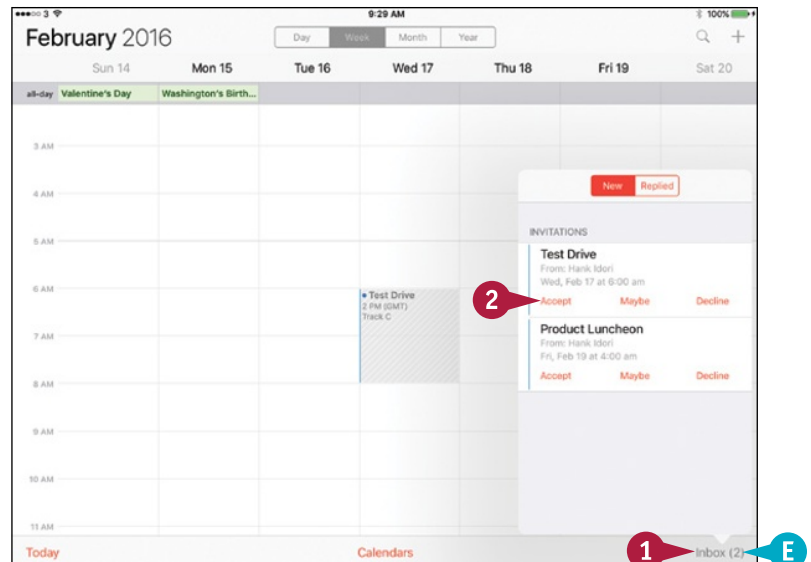 3 9:29 AM 100%
February 2016 Day Week Month Year
Sun 14 Mon 15 Tue 16 Wed 17 Thu 18 Fri 19 Sat 20
all-day Valentine's Day Washington's Birth...
3 AM
New Replied
4 AM
INVITATIONS
5 AM
Test Drive
From: Hank Idori
Wed, Feb 17 at 6:00 am
6 AM
Test Drive
2 PM (GMT)
Track C
2
Accept Maybe Decline
Product Luncheon
From: Hank Idori
Fri, Feb 19 at 4:00 am
7 AM
Accept Maybe Decline
8 AM
9 AM
10 AM
11 AM
Today Calendars 1 Inbox (2) E